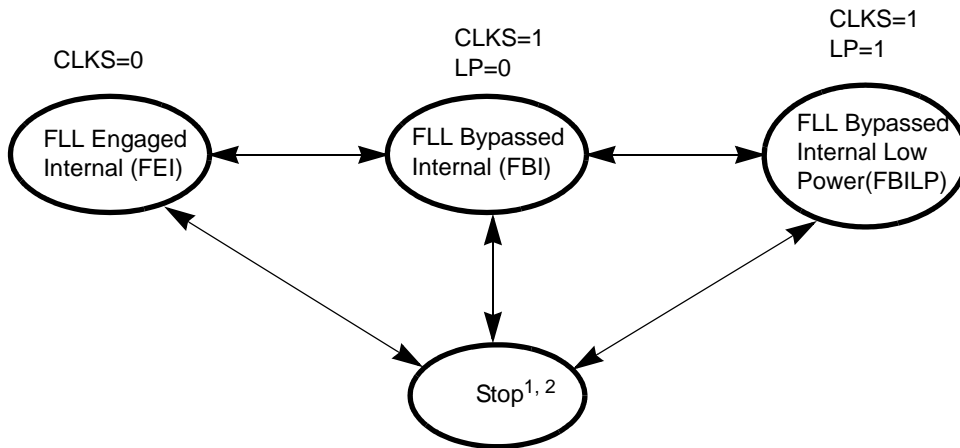 CLKS=0
CLKS=1
LP=0
CLKS=1
LP=1
FLL Engaged
Internal (FEI)
FLL Bypassed
Internal (FBI)
FLL Bypassed
Internal Low
Power(FBILP)
Stop1, 2